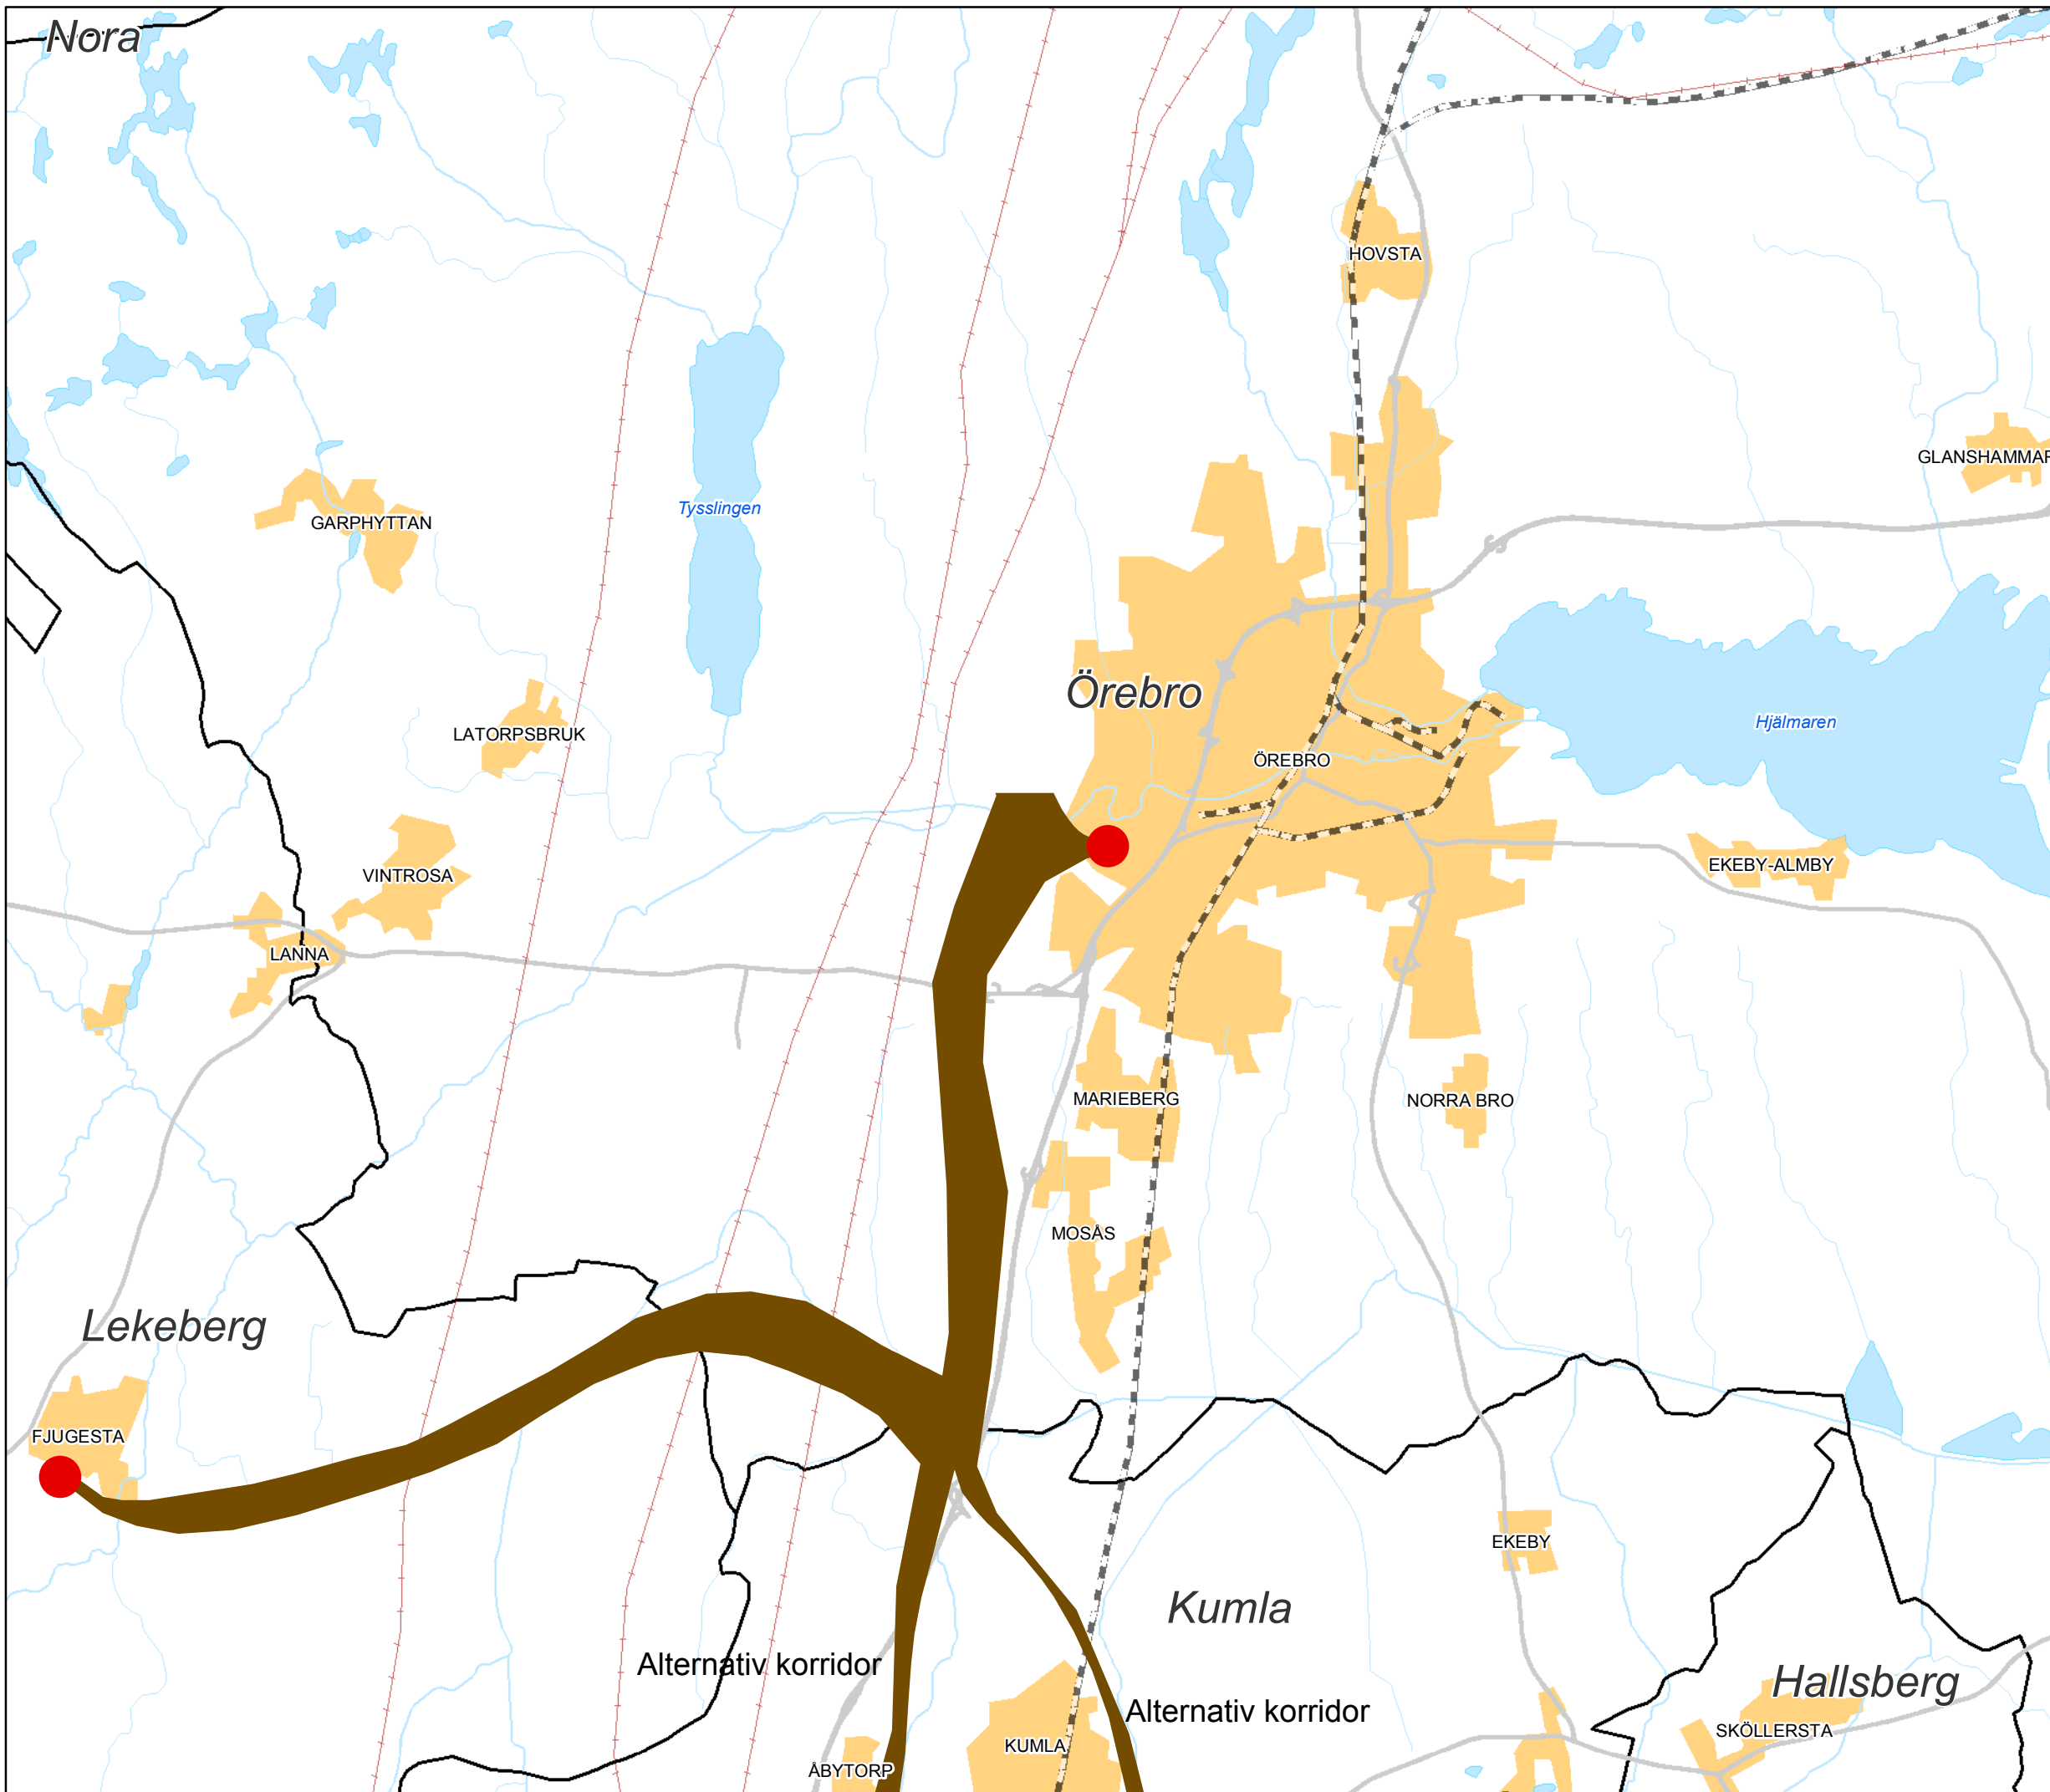 Nora
HOVSTA
GLANSHAMMAR
Tysslingen
GARPHYTTAN
Örebro
Hjälmaren
LATORPSBRUK
ÖREBRO
EKEBY-ALMBY
VINTROSA
LANNA
MARIEBERG
NORRA BRO
MOSÅS
Lekeberg
FJUGESTA
EKEBY
Kumla
Alternativ korridor
Hallsberg
Alternativ korridor
SKÖLLERSTA
KUMLA
ÅBYTORP